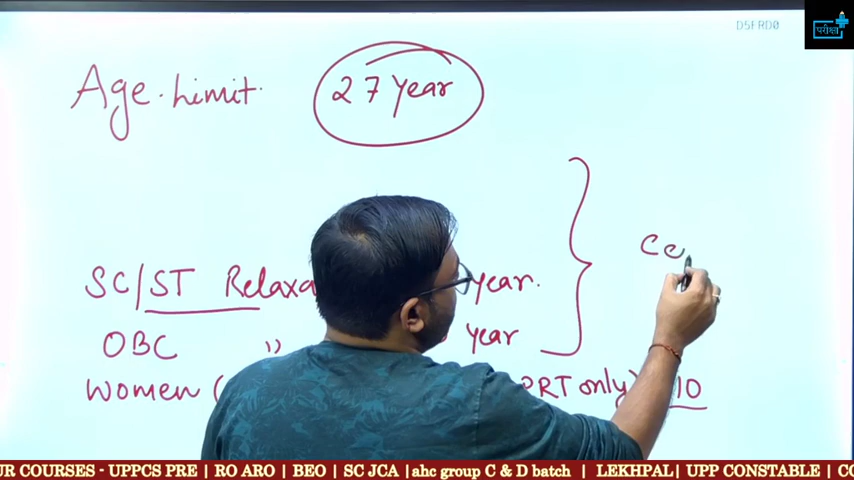 D5FRD0
परीक्षा
Age. Limit.
27 Year
SC/ST Relaxa year.
OBC " year
Women ( PRT only) 10
Ce
UR COURSES - UPPCS PRE | RO ARO | BEO | SC JCA |ahc group C & D batch | LEKHPAL| UPP CONSTABLE | CO